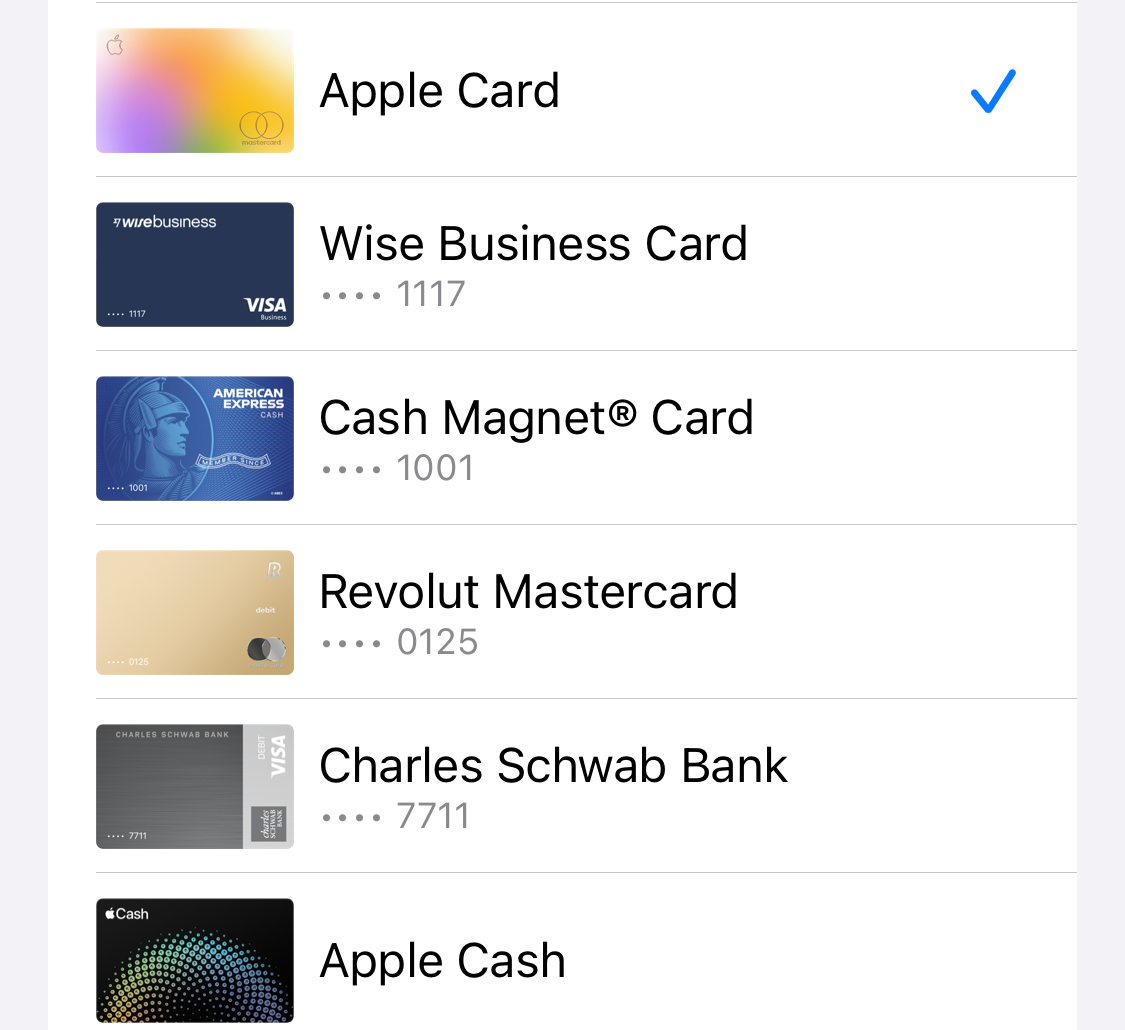 mastercard
Apple Card
wisebusiness
Wise Business Card
•••• 1117
•••• 1117
VISA
Business
AMERICAN
EXPRESS
CASH
Cash Magnet® Card
•••• 1001
MEMBER SINCE
•••• 1001
Revolut Mastercard
debit
•••• 0125
•••• 0125
CHARLES SCHWAB BANK
DEBIT
VISA
Charles Schwab Bank
•••• 7711
charles
SCHWAB
BANK
•••• 7711
Cash
Apple Cash